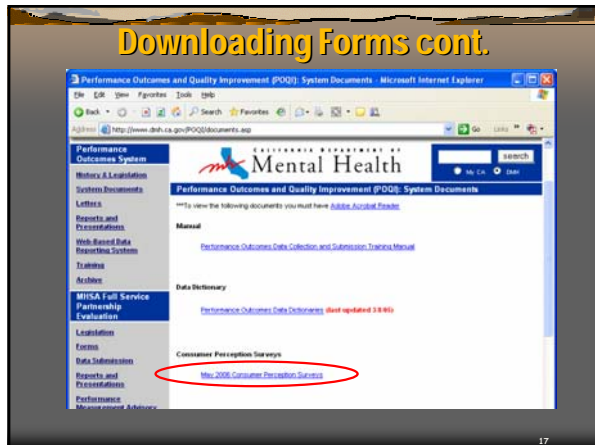 Downloading Forms cont.
Performance Outcomes and Quality Improvement (POQI): System Documents - Microsoft Internet Explorer
File Edit View Favorites Tools Help
Back Search Favorites
Address http://www.dmh.ca.gov/POQI/documents.asp Go Links
CALIFORNIA DEPARTMENT OF
Mental Health
search
My CA DMH
Performance
Outcomes System
History & Legislation
System Documents
Letters
Reports and
Presentations
Web-Based Data
Reporting System
Training
Archive
MHSA Full Service
Partnership
Evaluation
Legislation
Forms
Data Submission
Reports and
Presentations
Performance
Measurement Advisory
Performance Outcomes and Quality Improvement (POQI): System Documents
***To view the following documents you must have Adobe Acrobat Reader
Manual
Performance Outcomes Data Collection and Submission Training Manual
Data Dictionary
Performance Outcomes Data Dictionaries
Consumer Perception Surveys
May 2006 Consumer Perception Surveys
17